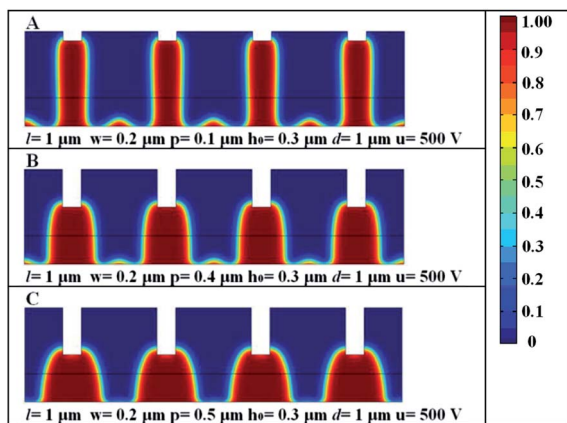 A
l= 1 μm w= 0.2 μm p= 0.1 μm h₀= 0.3 μm d= 1 μm u= 500 V
B
l= 1 μm w= 0.2 μm p= 0.4 μm h₀= 0.3 μm d= 1 μm u= 500 V
C
l= 1 μm w= 0.2 μm p= 0.5 μm h₀= 0.3 μm d= 1 μm u= 500 V
1.00
0.9
0.8
0.7
0.6
0.5
0.4
0.3
0.2
0.1
0